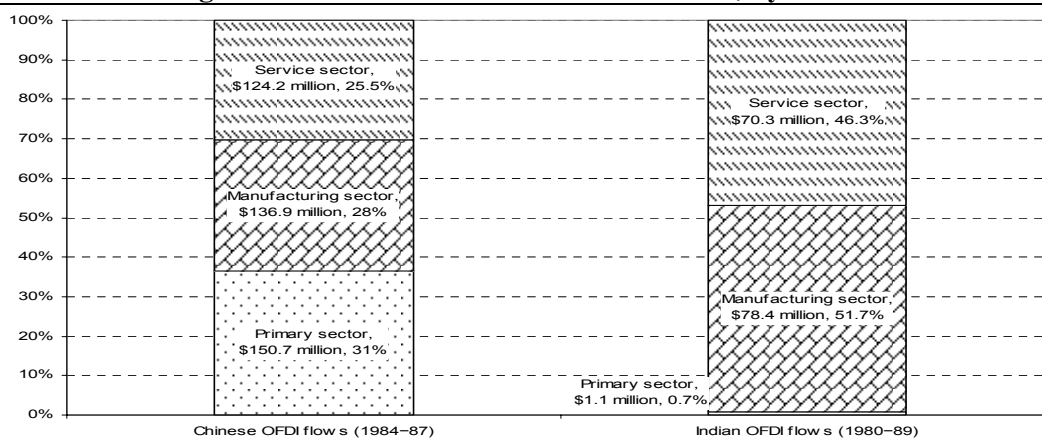 100%
90%
80%
70%
60%
50%
40%
30%
20%
10%
0%
Service sector,
$124.2 million, 25.5%
Manufacturing sector,
$136.9 million, 28%
Primary sector,
$150.7 million, 31%
Service sector,
$70.3 million, 46.3%
Manufacturing sector,
$78.4 million, 51.7%
Primary sector,
$1.1 million, 0.7%
Chinese OFDI flows (1984-87)
Indian OFDI flows (1980-89)